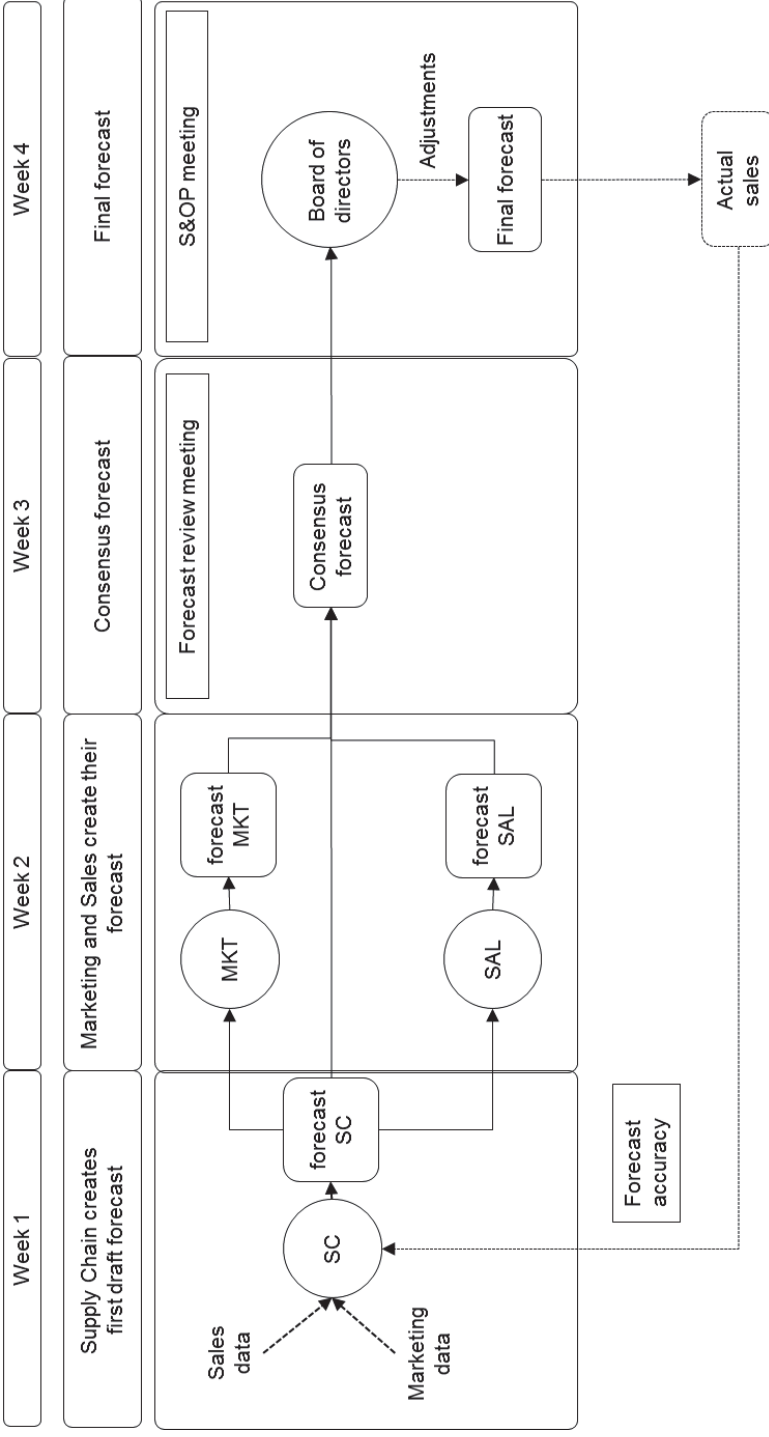 Week 1
Week 2
Week 3
Week 4
Supply Chain creates
first draft forecast
Marketing and Sales create their
forecast
Consensus forecast
Final forecast
Sales
data
Marketing
data
SC
forecast
SC
MKT
forecast
MKT
SAL
forecast
SAL
Forecast review meeting
Consensus
forecast
S&OP meeting
Board of
directors
Adjustments
Final forecast
Forecast
accuracy
Actual
sales